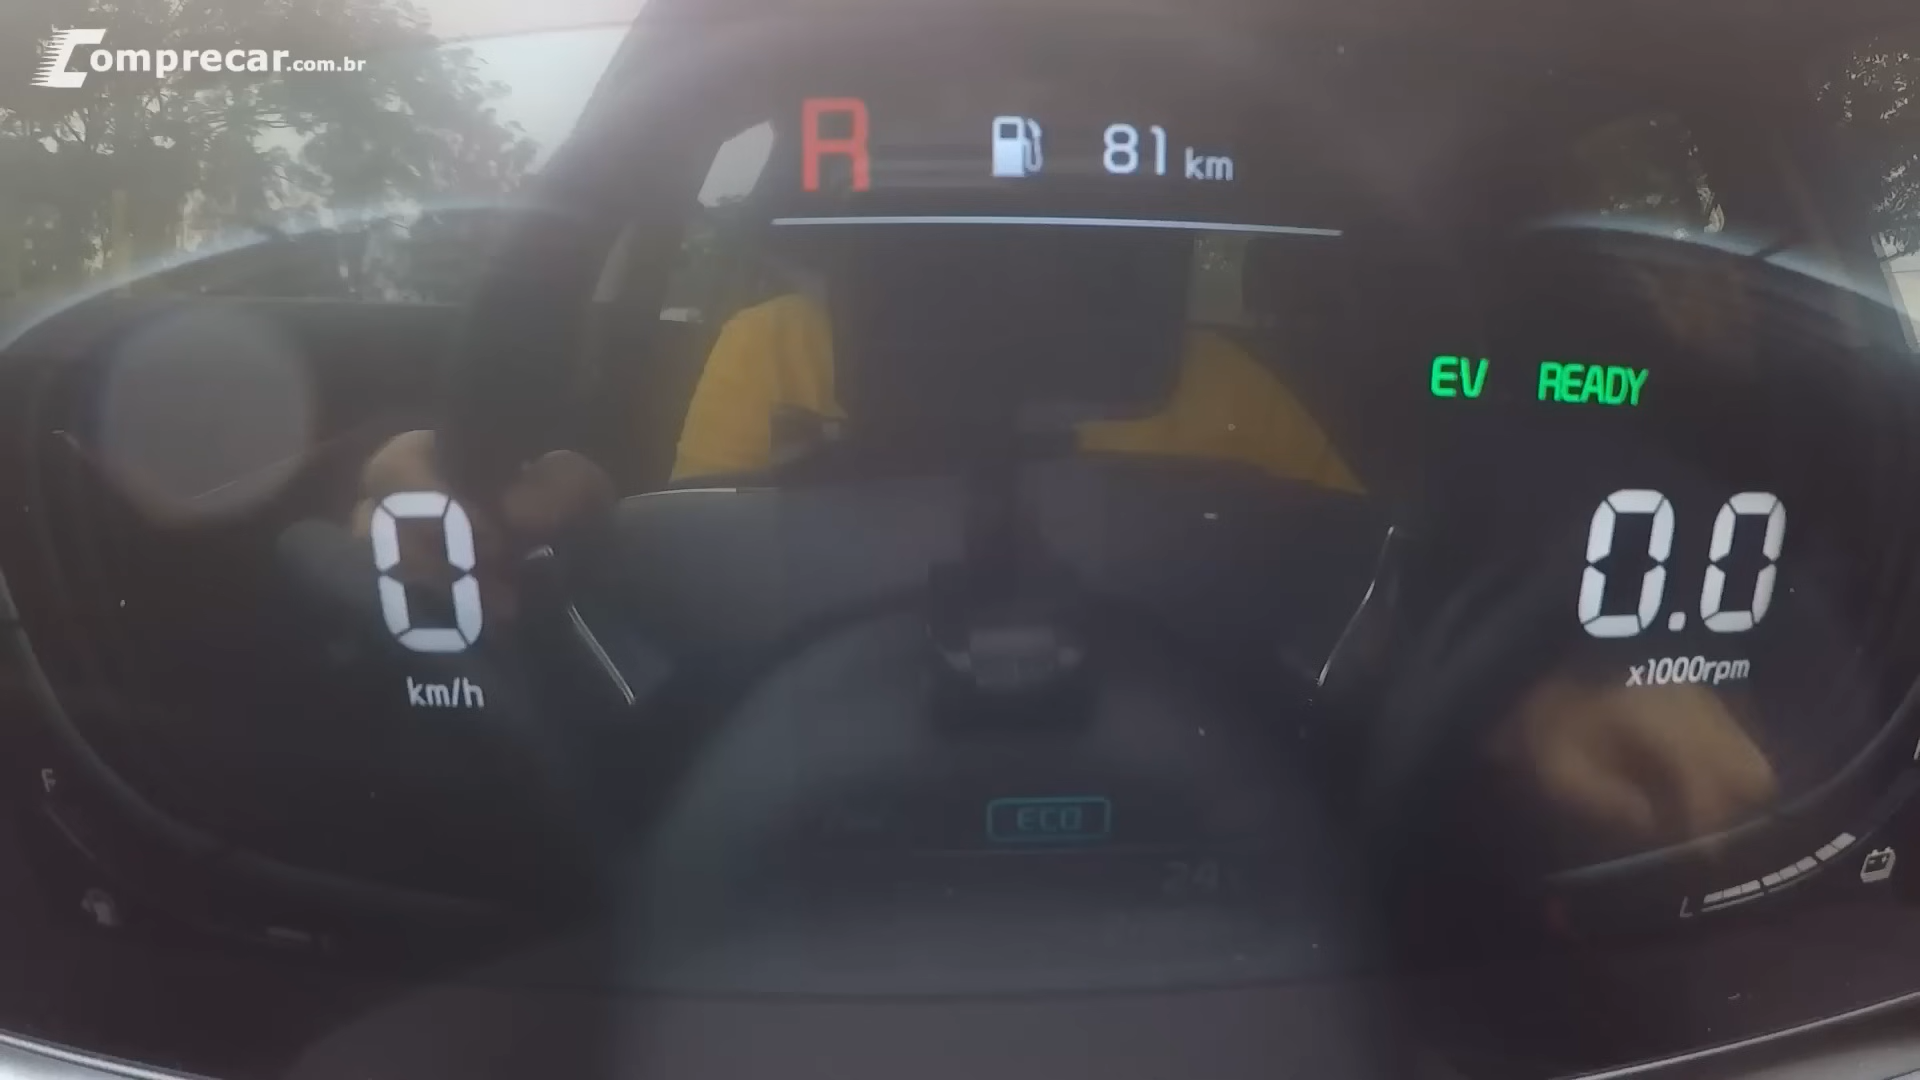 Comprecar.com.br
R 81 km
EV READY
0 0.0
km/h x1000rpm
F
ECO
L